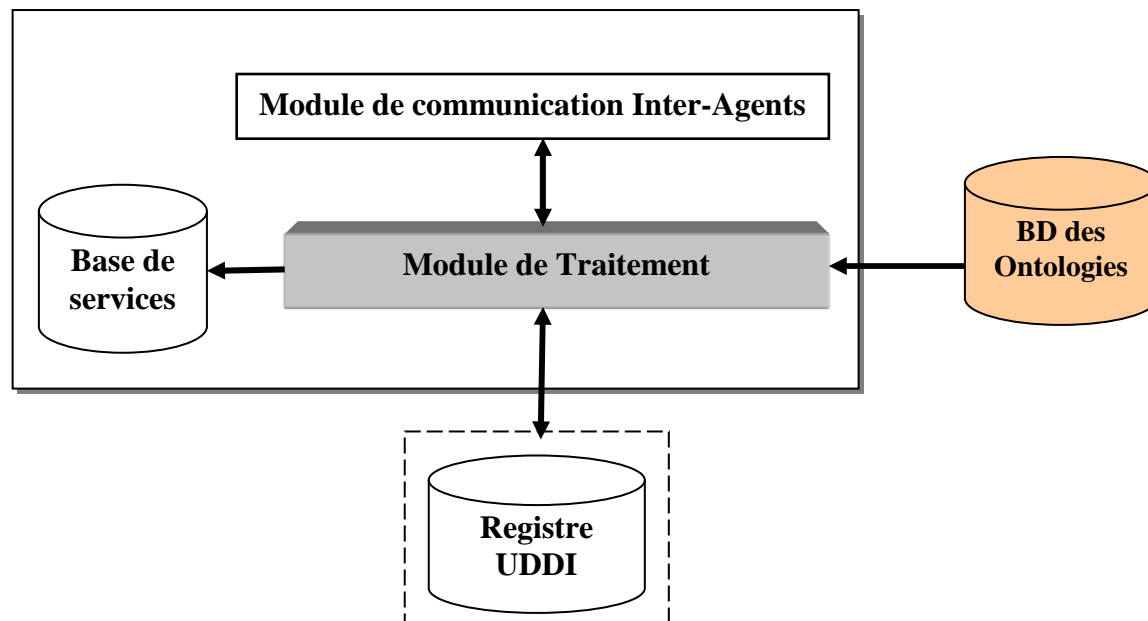 Module de communication Inter-Agents
Base de
services
Module de Traitement
BD des
Ontologies
Registre
UDDI